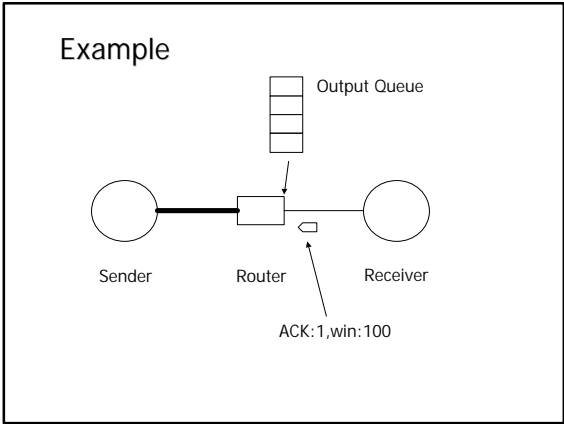 Example
Output Queue
Sender
Router
Receiver
ACK:1,win:100